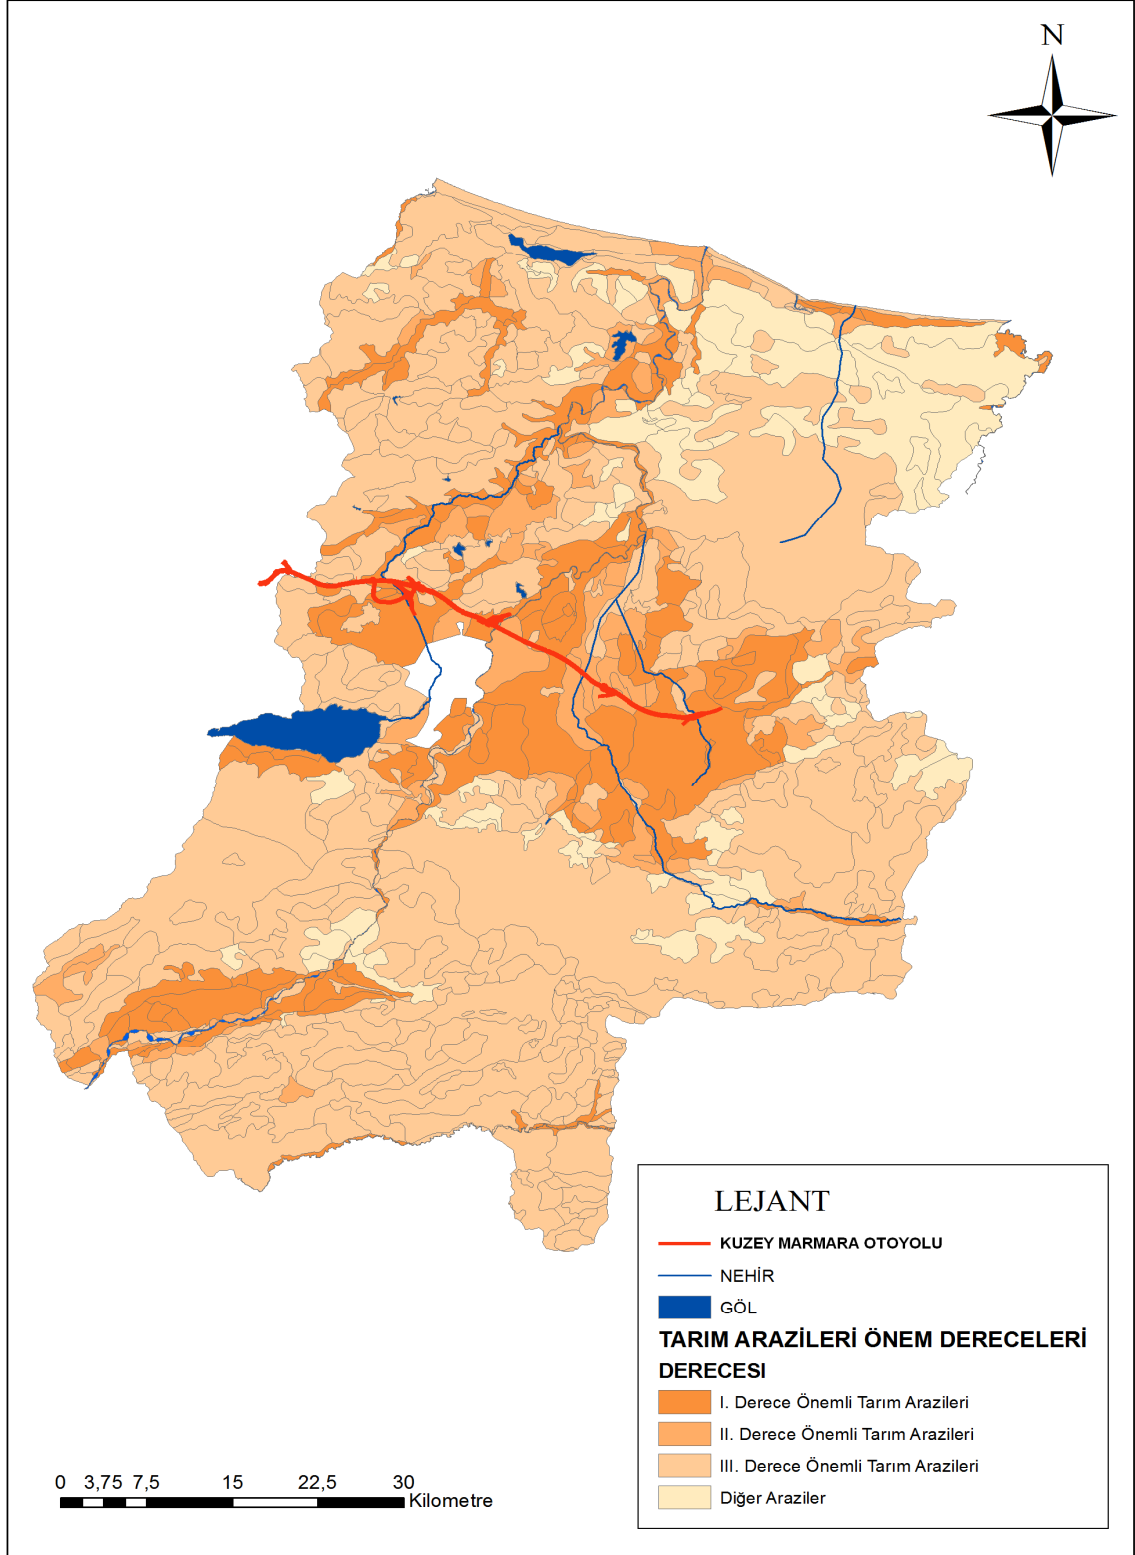 N
LEJANT
KUZEY MARMARA OTOYOLU
NEHİR
GÖL
TARIM ARAZİLERİ ÖNEM DERECELERİ
DERECESI
I. Derece Önemli Tarım Arazileri
II. Derece Önemli Tarım Arazileri
III. Derece Önemli Tarım Arazileri
Diğer Araziler
0 3,75 7,5 15 22,5 30
Kilometre